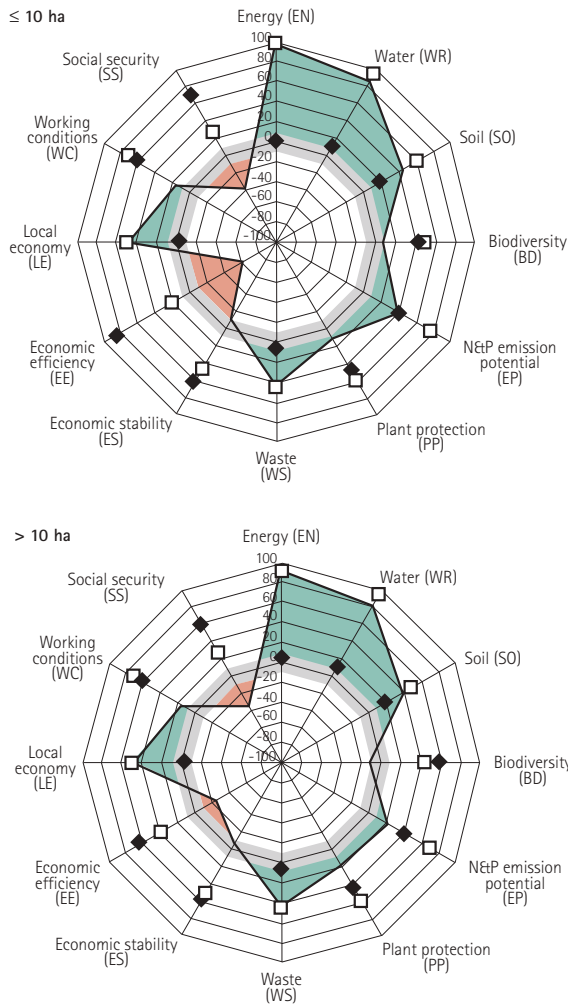 ≤ 10 ha
Energy (EN)
Water (WR)
Soil (SO)
Biodiversity
(BD)
N&P emission
potential
(EP)
Plant protection
(PP)
Waste
(WS)
Economic stability
(ES)
Economic
efficiency
(EE)
Local
economy
(LE)
Working
conditions
(WC)
Social security
(SS)
100
80
60
40
20
0
-20
-40
-60
-80
-100
> 10 ha
Energy (EN)
Water (WR)
Soil (SO)
Biodiversity
(BD)
N&P emission
potential
(EP)
Plant protection
(PP)
Waste
(WS)
Economic stability
(ES)
Economic
efficiency
(EE)
Local
economy
(LE)
Working
conditions
(WC)
Social security
(SS)
100
80
60
40
20
0
-20
-40
-60
-80
-100